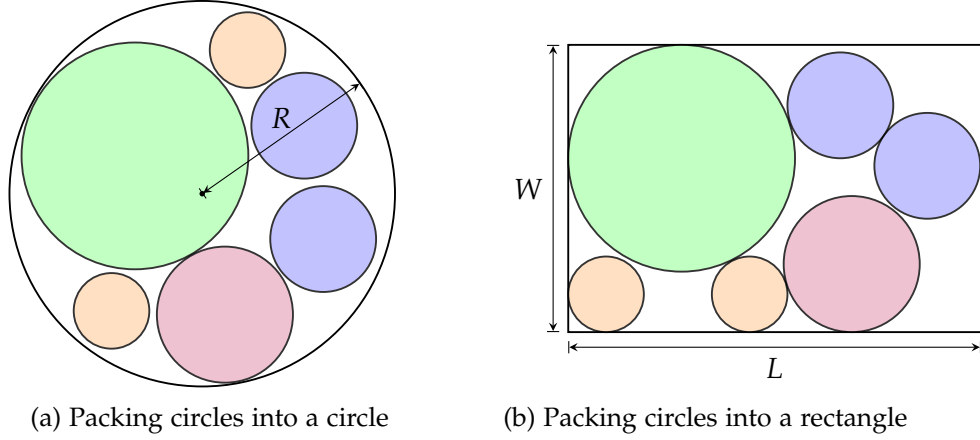 R
W
L
(a) Packing circles into a circle
(b) Packing circles into a rectangle